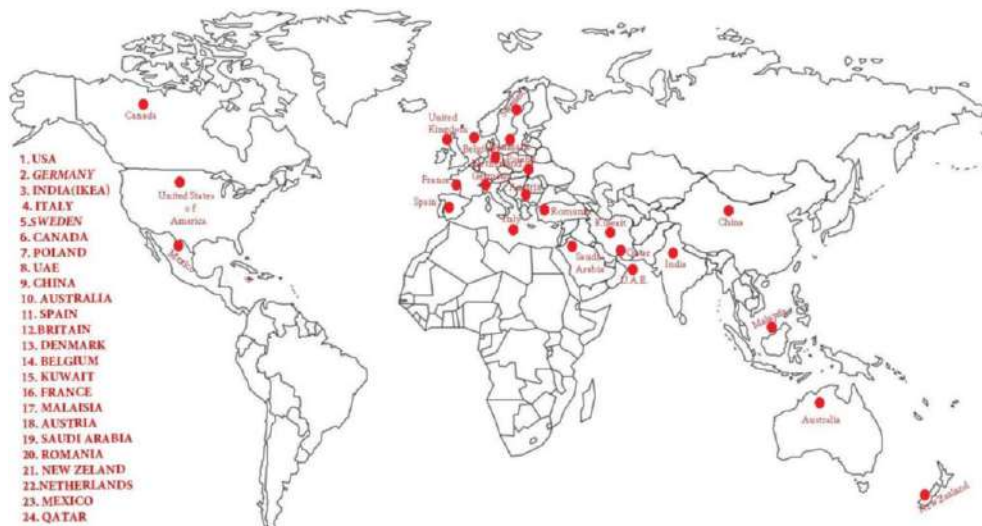 1. USA
2. GERMANY
3. INDIA(IKEA)
4. ITALY
5.SWEDEN
6. CANADA
7. POLAND
8. UAE
9. CHINA
10. AUSTRALIA
11. SPAIN
12.BRITAIN
13. DENMARK
14. BELGIUM
15. KUWAIT
16. FRANCE
17. MALAISIA
18. AUSTRIA
19. SAUDI ARABIA
20. ROMANIA
21. NEW ZELAND
22.NETHERLANDS
23. MEXICO
24. QATAR
Canada
United States
of
America
Mexico
United
Kingdom
France
Spain
Italy
Romania
Saudi
Arabia
U.A.E.
India
China
Australia
New Zealand